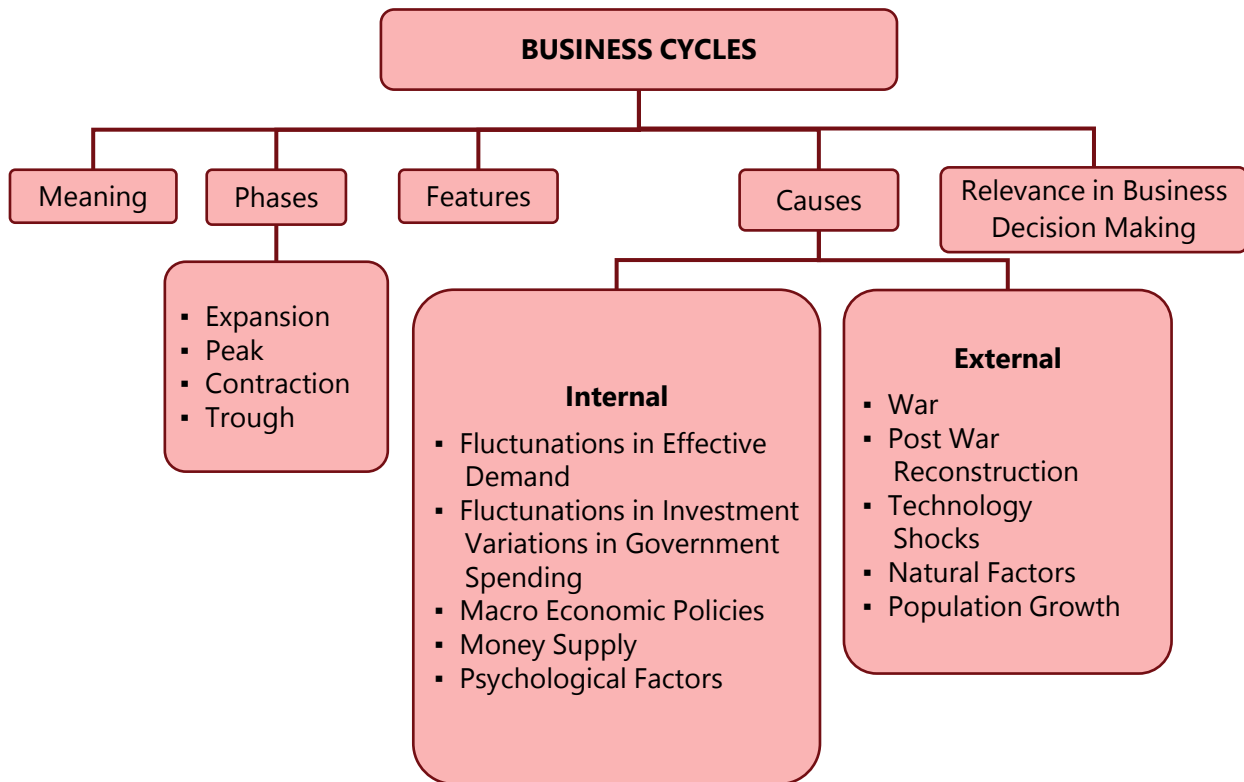 BUSINESS CYCLES
Meaning
Phases
Features
Causes
Relevance in Business
Decision Making
▪ Expansion
▪ Peak
▪ Contraction
▪ Trough
Internal
▪ Fluctunations in Effective
Demand
▪ Fluctunations in Investment
Variations in Government
Spending
▪ Macro Economic Policies
▪ Money Supply
▪ Psychological Factors
External
▪ War
▪ Post War
Reconstruction
▪ Technology
Shocks
▪ Natural Factors
▪ Population Growth